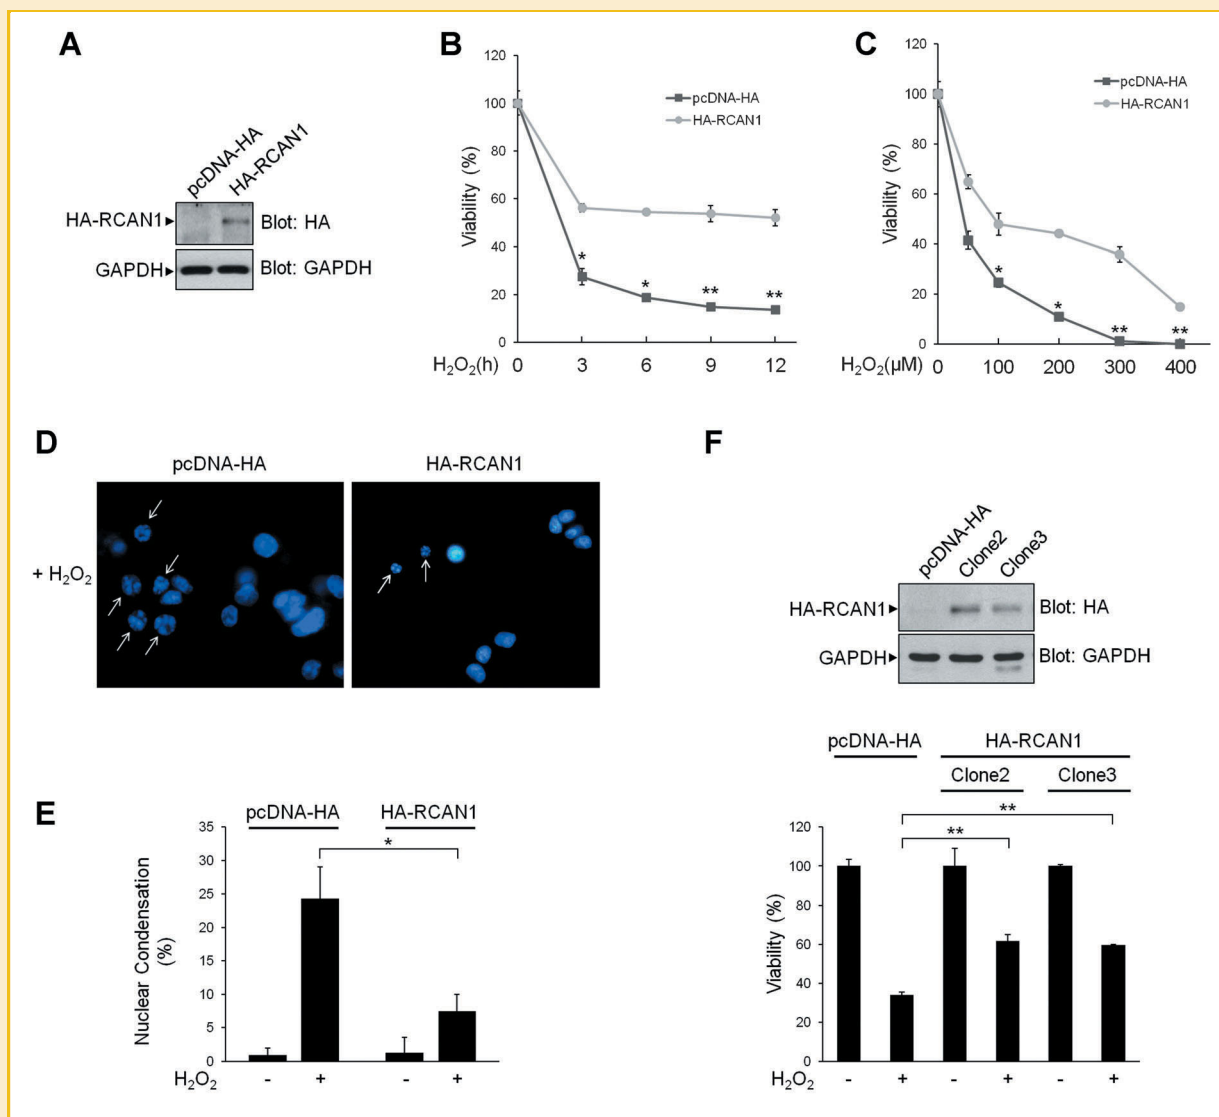 A
pcDNA-HA
HA-RCAN1
HA-RCAN1
Blot: HA
GAPDH
Blot: GAPDH
B
120
100
80
60
40
20
0
Viability (%)
pcDNA-HA
HA-RCAN1
*
*
**
**
H₂O₂(h)
0
3
6
9
12
C
120
100
80
60
40
20
0
Viability (%)
pcDNA-HA
HA-RCAN1
*
*
**
**
H₂O₂(µM)
0
100
200
300
400
D
pcDNA-HA
HA-RCAN1
+ H₂O₂
E
pcDNA-HA
HA-RCAN1
35
30
25
20
15
10
5
0
Nuclear Condensation
(%)
*
H₂O₂
-
+
-
+
F
pcDNA-HA
Clone2
Clone3
HA-RCAN1
Blot: HA
GAPDH
Blot: GAPDH
pcDNA-HA
HA-RCAN1
Clone2
Clone3
120
100
80
60
40
20
0
Viability (%)
**
**
H₂O₂
-
+
-
+
-
+